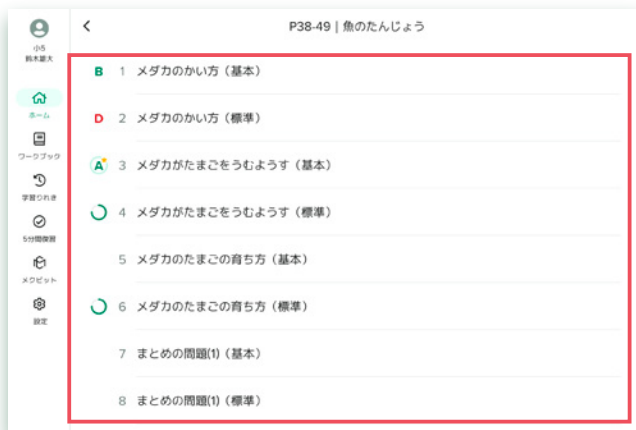 P38-49 | 魚のたんじょう
小5
鈴木雄大
ホーム
ワークブック
学習りれき
5分間復習
メクビット
設定
B 1 メダカのかい方（基本）
D 2 メダカのかい方（標準）
A 3 メダカがたまごをうむようす（基本）
4 メダカがたまごをうむようす（標準）
5 メダカのたまごの育ち方（基本）
6 メダカのたまごの育ち方（標準）
7 まとめの問題(1)（基本）
8 まとめの問題(1)（標準）